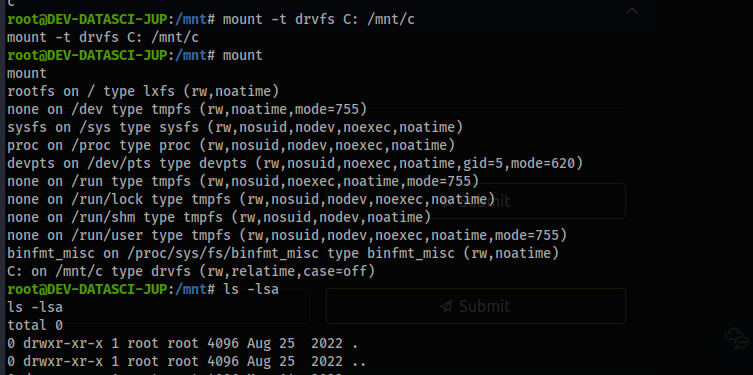 c
root@DEV-DATASCI-JUP:/mnt# mount -t drvfs C: /mnt/c
mount -t drvfs C: /mnt/c
root@DEV-DATASCI-JUP:/mnt# mount
mount
rootfs on / type lxfs (rw,noatime)
none on /dev type tmpfs (rw,noatime,mode=755)
sysfs on /sys type sysfs (rw,nosuid,nodev,noexec,noatime)
proc on /proc type proc (rw,nosuid,nodev,noexec,noatime)
devpts on /dev/pts type devpts (rw,nosuid,noexec,noatime,gid=5,mode=620)
none on /run type tmpfs (rw,nosuid,noexec,noatime,mode=755)
none on /run/lock type tmpfs (rw,nosuid,nodev,noexec,noatime)
none on /run/shm type tmpfs (rw,nosuid,nodev,noatime)
Submit
none on /run/user type tmpfs (rw,nosuid,nodev,noexec,noatime,mode=755)
binfmt_misc on /proc/sys/fs/binfmt_misc type binfmt_misc (rw,noatime)
C: on /mnt/c type drvfs (rw,relatime,case=off)
root@DEV-DATASCI-JUP:/mnt# ls -lsa
ls -lsa
Submit
total 0
0 drwxr-xr-x 1 root root 4096 Aug 25  2022 .
0 drwxr-xr-x 1 root root 4096 Aug 25  2022 ..